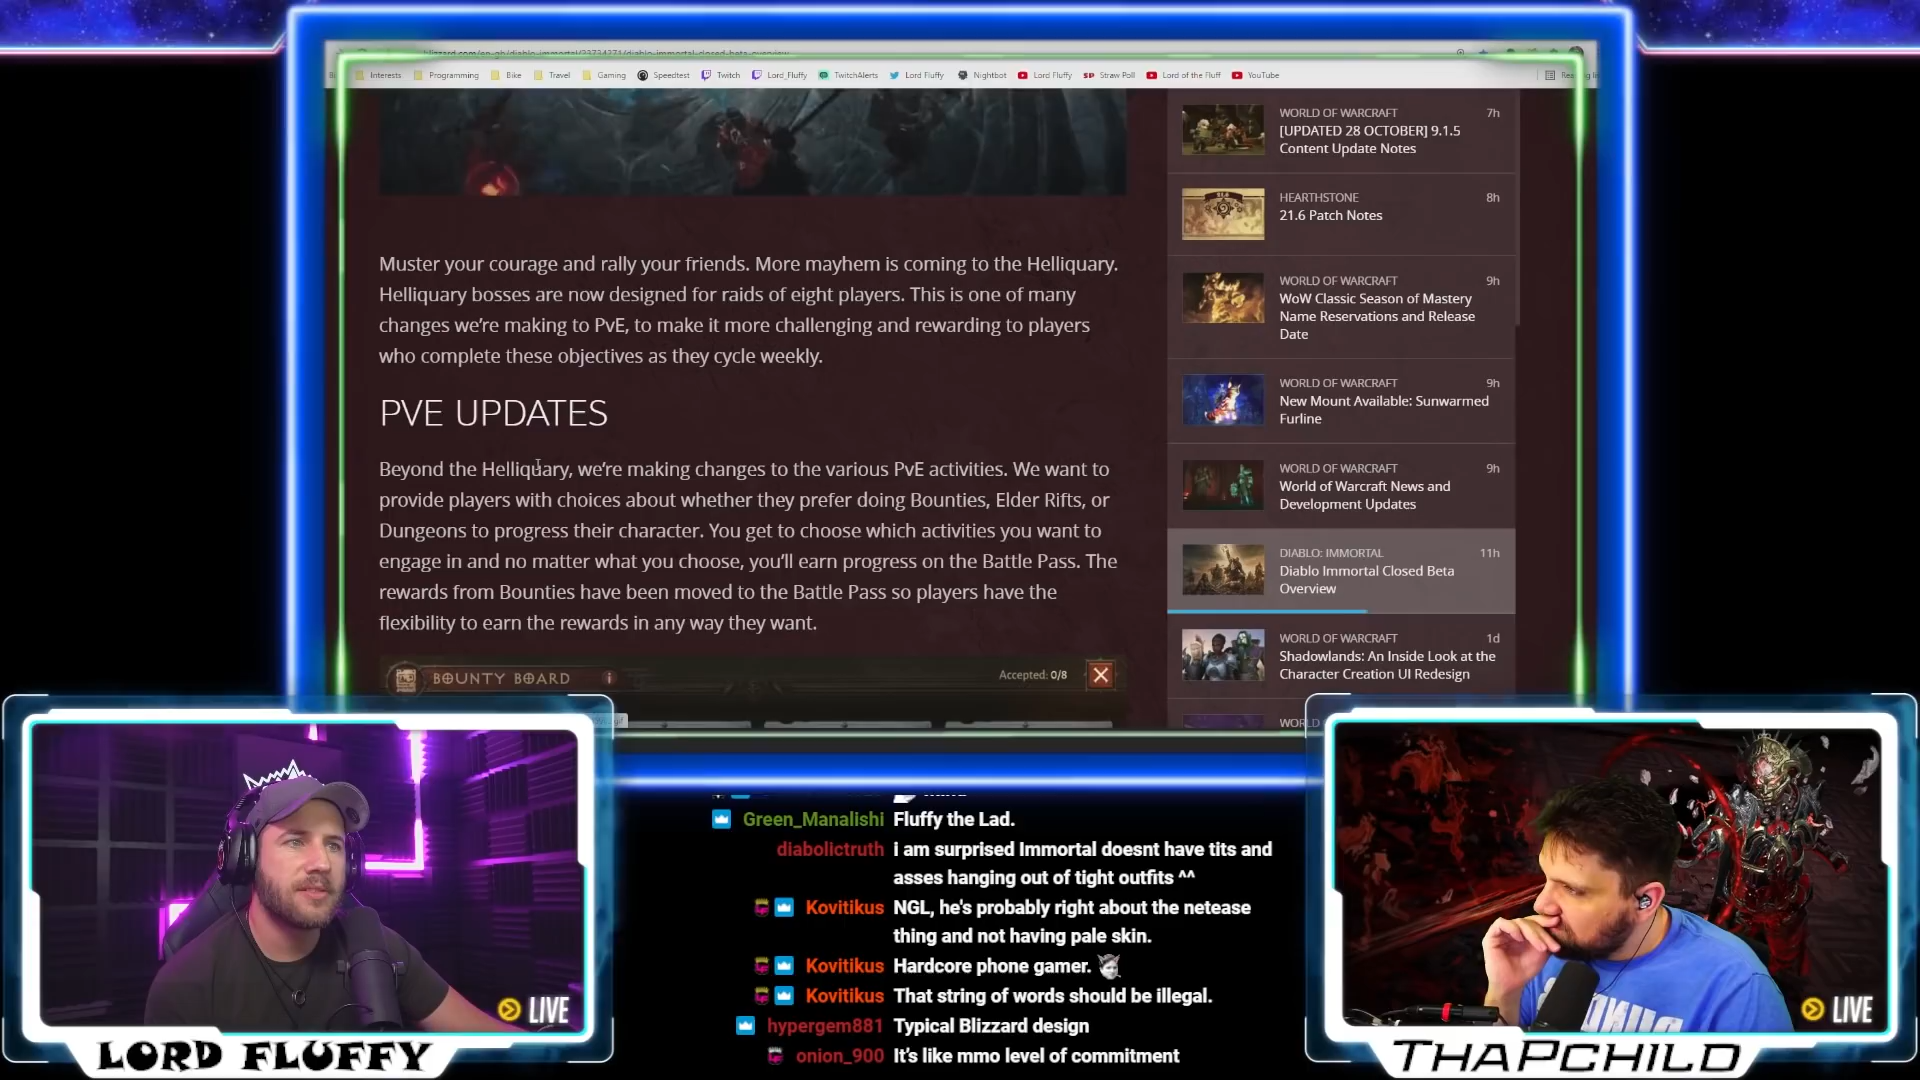 blizzard.com/en-gb/diablo-immortal/23734271/diablo-immortal-closed-beta-overview
Interests Programming Bike Travel Gaming Speedtest Twitch Lord_Fluffy TwitchAlerts Lord Fluffy Nightbot Lord Fluffy Straw Poll Lord of the Fluff YouTube
Muster your courage and rally your friends. More mayhem is coming to the Helliquary.
Helliquary bosses are now designed for raids of eight players. This is one of many
changes we're making to PvE, to make it more challenging and rewarding to players
who complete these objectives as they cycle weekly.
PVE UPDATES
Beyond the Helliquary, we're making changes to the various PvE activities. We want to
provide players with choices about whether they prefer doing Bounties, Elder Rifts, or
Dungeons to progress their character. You get to choose which activities you want to
engage in and no matter what you choose, you'll earn progress on the Battle Pass. The
rewards from Bounties have been moved to the Battle Pass so players have the
flexibility to earn the rewards in any way they want.
BOUNTY BOARD i Accepted: 0/8
WORLD OF WARCRAFT 7h
[UPDATED 28 OCTOBER] 9.1.5
Content Update Notes
HEARTHSTONE 8h
21.6 Patch Notes
WORLD OF WARCRAFT 9h
WoW Classic Season of Mastery
Name Reservations and Release
Date
WORLD OF WARCRAFT 9h
New Mount Available: Sunwarmed
Furline
WORLD OF WARCRAFT 9h
World of Warcraft News and
Development Updates
DIABLO: IMMORTAL 11h
Diablo Immortal Closed Beta
Overview
WORLD OF WARCRAFT 1d
Shadowlands: An Inside Look at the
Character Creation UI Redesign
WORLD
Green_Manalishi Fluffy the Lad.
diabolictruth i am surprised Immortal doesnt have tits and
asses hanging out of tight outfits ^^
Kovitikus NGL, he's probably right about the netease
thing and not having pale skin.
Kovitikus Hardcore phone gamer.
Kovitikus That string of words should be illegal.
hypergem881 Typical Blizzard design
onion_900 It's like mmo level of commitment
LIVE
LORD FLUFFY
LIVE
THAPCHILD